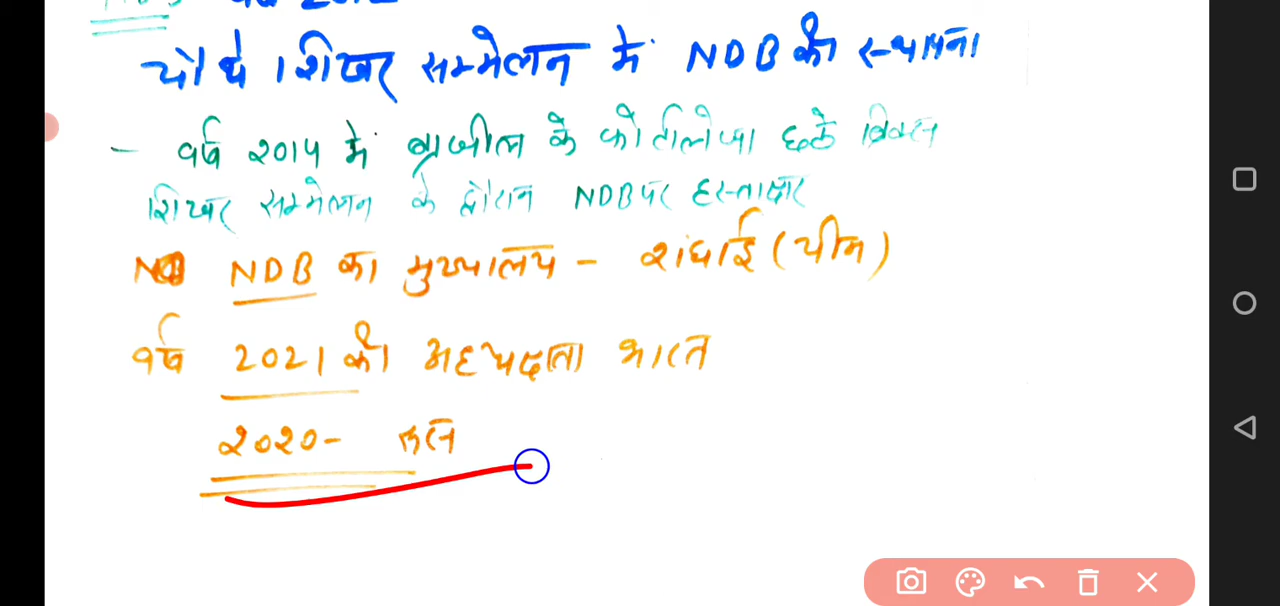 चौथे शिखर सम्मेलन में NDB की स्थापना
- वर्ष 2014 में ब्राजील के फोर्टालेजा छठे ब्रिक्स
शिखर सम्मेलन के दौरान NDB पर हस्ताक्षर
NDB का मुख्यालय - शंघाई (चीन)
वर्ष 2021 की अध्यक्षता भारत
2020- रूस